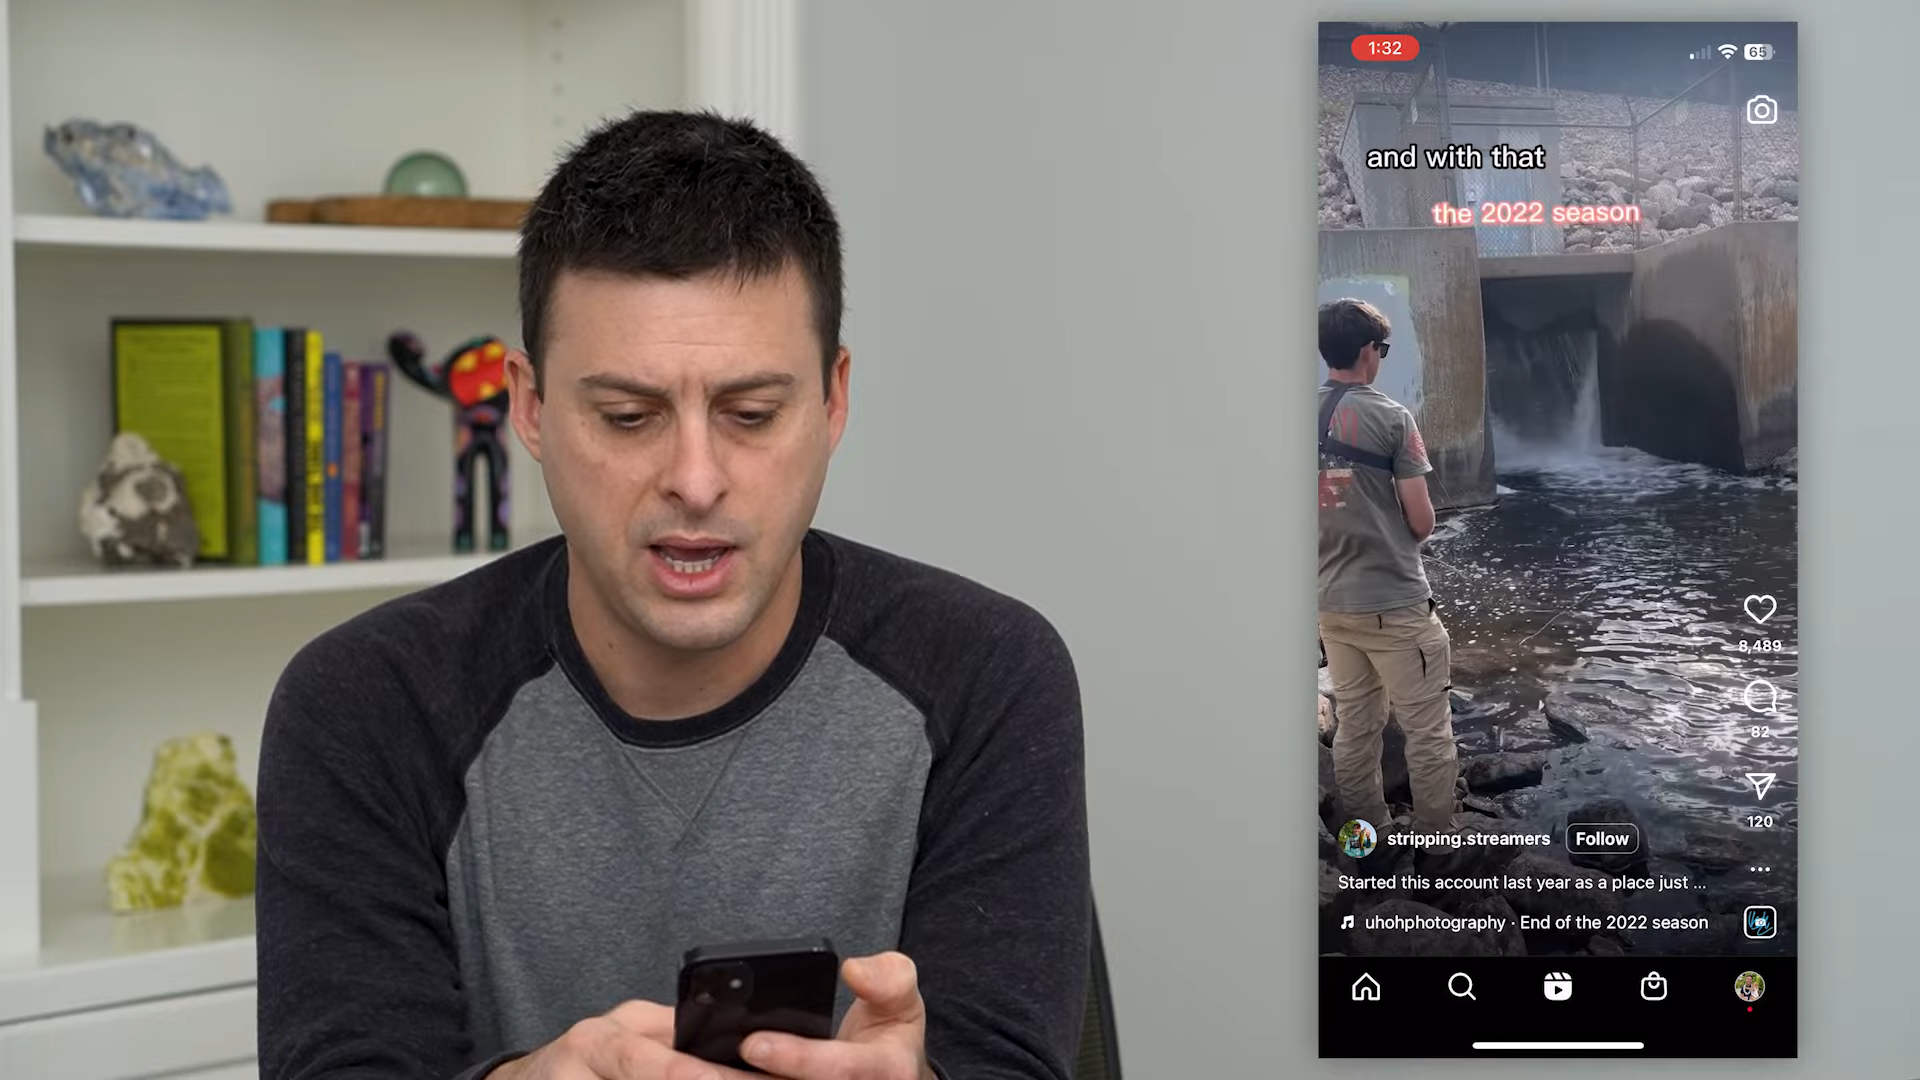 1:32
65
and with that
the 2022 season
8,489
82
120
stripping.streamers
Follow
Started this account last year as a place just ...
uhohphotography · End of the 2022 season